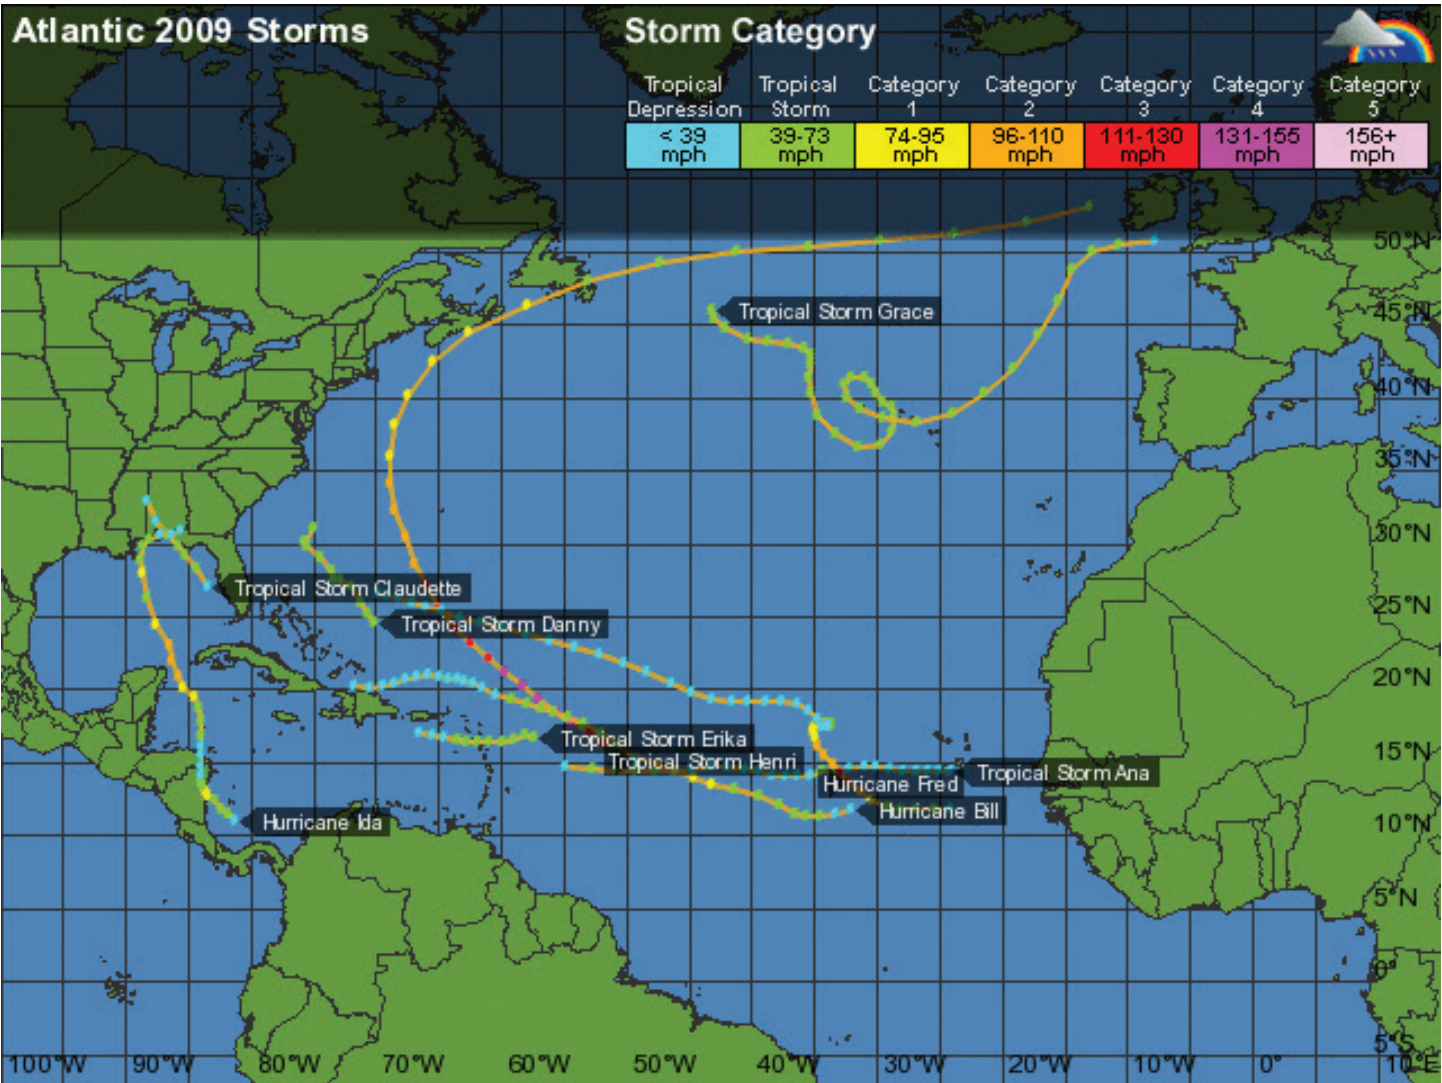 Atlantic 2009 Storms
Storm Category
Tropical Depression
Tropical Storm
Category 1
Category 2
Category 3
Category 4
Category 5
< 39 mph
39-73 mph
74-95 mph
96-110 mph
111-130 mph
131-155 mph
156+ mph
50°N
Tropical Storm Grace
45°N
40°N
35°N
30°N
Tropical Storm Claudette
25°N
Tropical Storm Danny
20°N
Tropical Storm Erika
15°N
Tropical Storm Henri
Tropical Storm Ana
Hurricane Fred
Hurricane Bill
Hurricane Ida
10°N
5°N
0°
5°S
100°W
90°W
80°W
70°W
60°W
50°W
40°W
30°W
20°W
10°W
0°
10°E